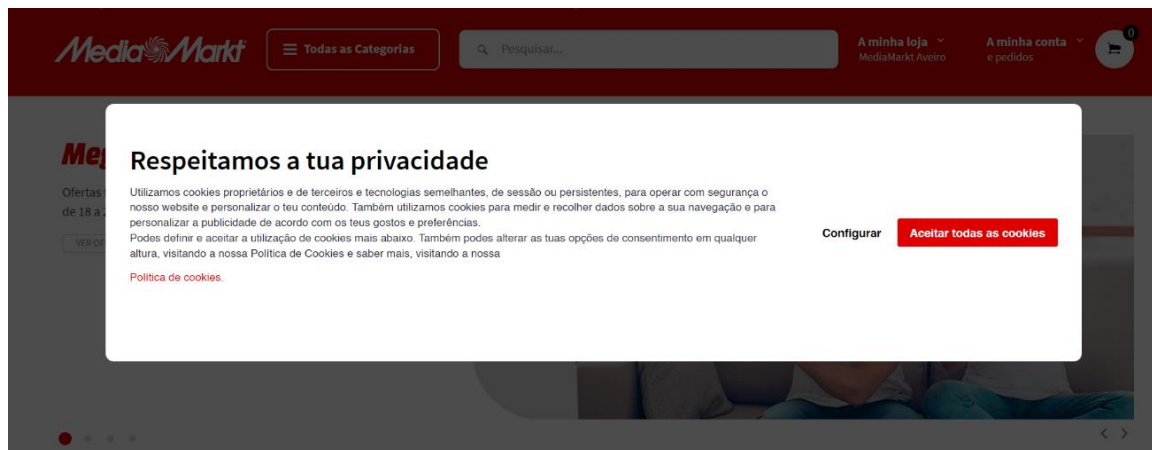 MediaMarkt
Todas as Categorias
Pesquisar...
A minha loja
MediaMarkt Aveiro
A minha conta
e pedidos
0
Respeitamos a tua privacidade
Utilizamos cookies proprietários e de terceiros e tecnologias semelhantes, de sessão ou persistentes, para operar com segurança o
nosso website e personalizar o teu conteúdo. Também utilizamos cookies para medir e recolher dados sobre a sua navegação e para
personalizar a publicidade de acordo com os teus gostos e preferências.
Podes definir e aceitar a utilização de cookies mais abaixo. Também podes alterar as tuas opções de consentimento em qualquer
altura, visitando a nossa Política de Cookies e saber mais, visitando a nossa
Política de cookies.
Configurar
Aceitar todas as cookies
Ofertas
de 18 a
VER